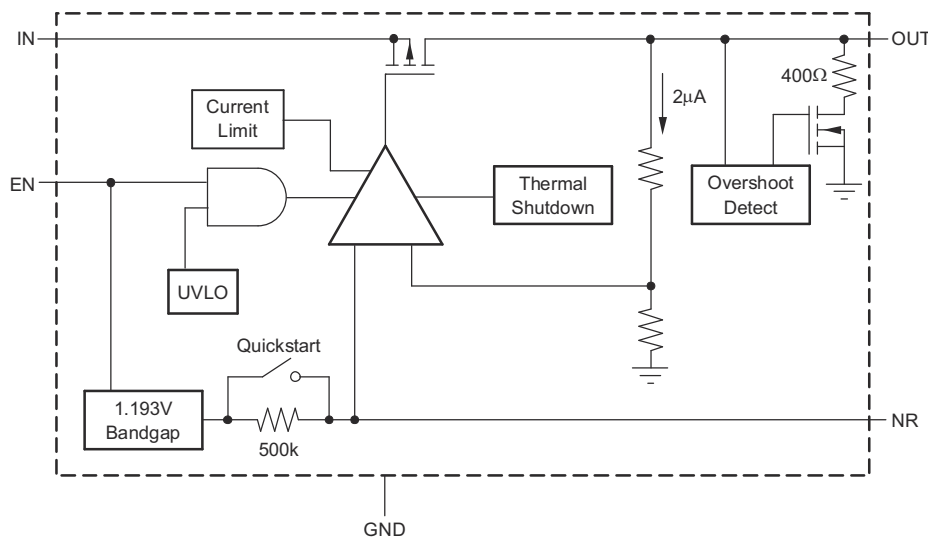 IN
OUT
400Ω
2μA
Current
Limit
EN
Thermal
Shutdown
Overshoot
Detect
UVLO
Quickstart
1.193V
Bandgap
500k
NR
GND